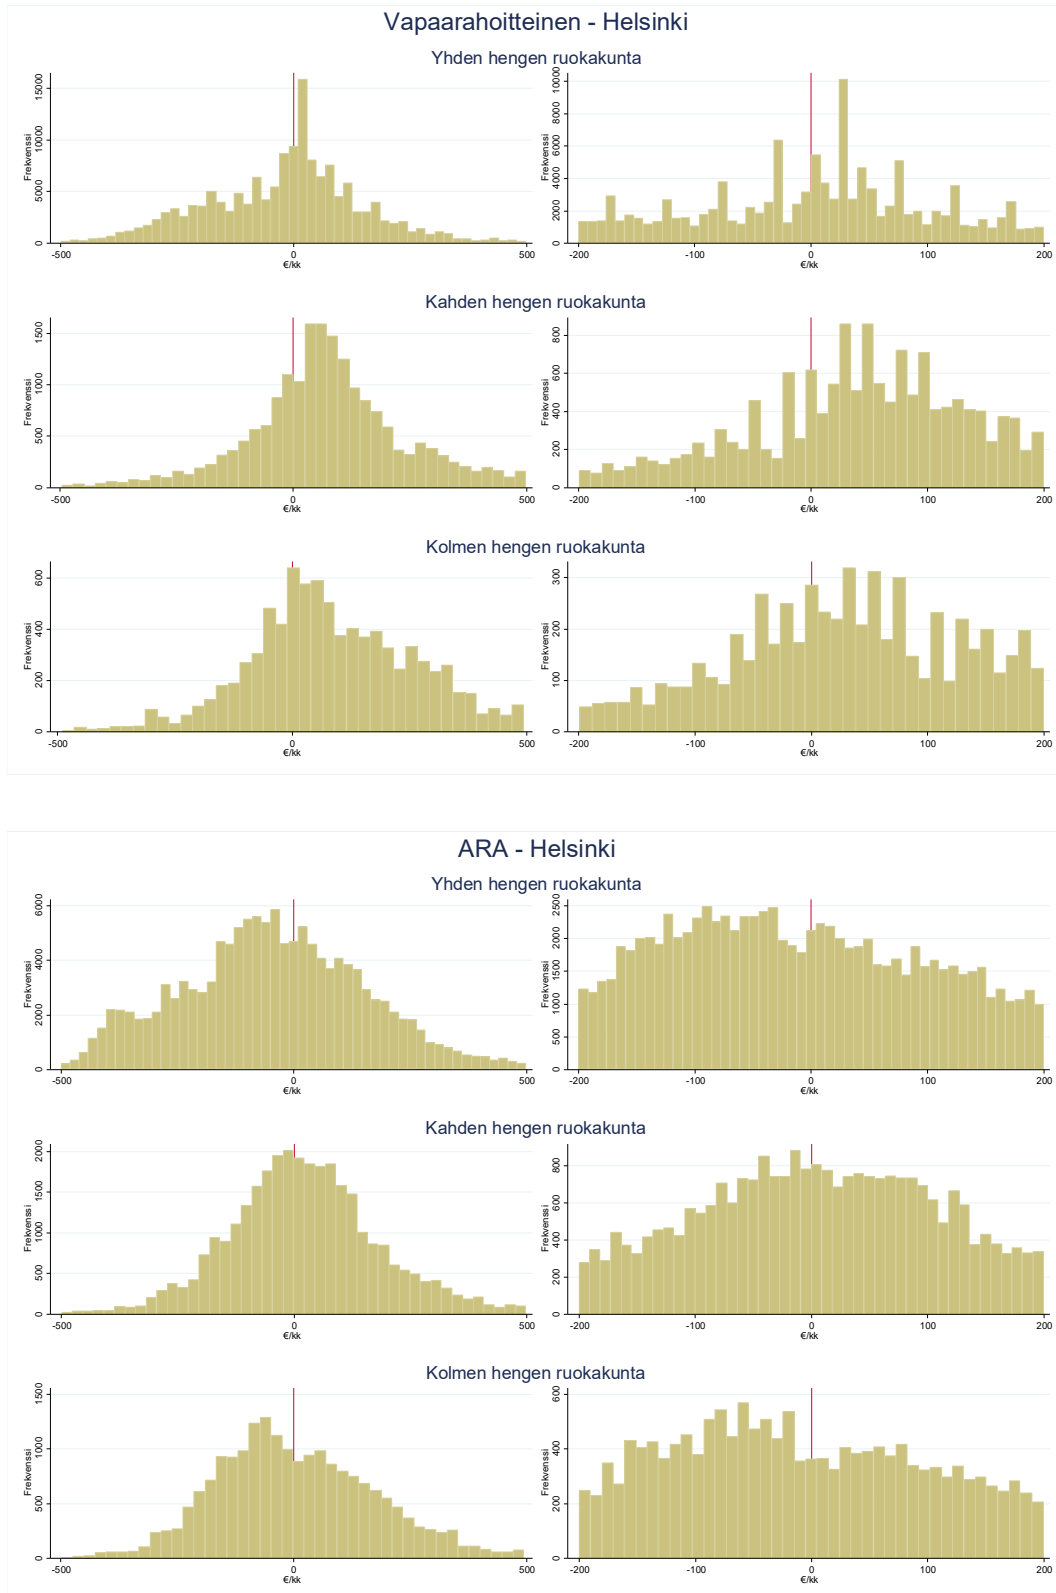 Vapaarahoitteinen - Helsinki
Yhden hengen ruokakunta
Frekvenssi
0 5000 10000 15000
-500 0 500
€/kk
Frekvenssi
0 2000 4000 6000 8000 10000
-200 -100 0 100 200
€/kk
Kahden hengen ruokakunta
Frekvenssi
0 500 1000 1500
-500 0 500
€/kk
Frekvenssi
0 200 400 600 800
-200 -100 0 100 200
€/kk
Kolmen hengen ruokakunta
Frekvenssi
0 200 400 600
-500 0 500
€/kk
Frekvenssi
0 100 200 300
-200 -100 0 100 200
€/kk
ARA - Helsinki
Yhden hengen ruokakunta
Frekvenssi
0 2000 4000 6000
-500 0 500
€/kk
Frekvenssi
0 500 1000 1500 2000 2500
-200 -100 0 100 200
€/kk
Kahden hengen ruokakunta
Frekvenssi
0 500 1000 1500 2000
-500 0 500
€/kk
Frekvenssi
0 200 400 600 800
-200 -100 0 100 200
€/kk
Kolmen hengen ruokakunta
Frekvenssi
0 500 1000 1500
-500 0 500
€/kk
Frekvenssi
0 200 400 600
-200 -100 0 100 200
€/kk